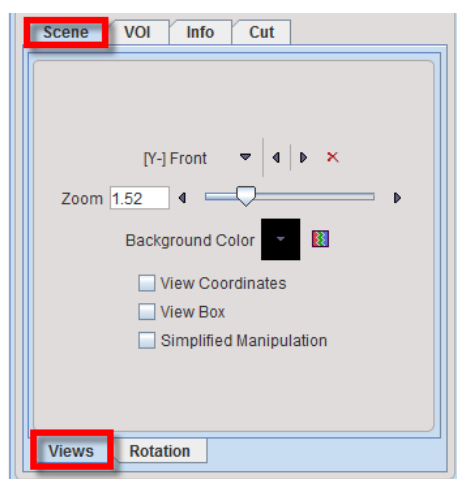 Scene VOI Info Cut
[Y-] Front
Zoom 1.52
Background Color
View Coordinates
View Box
Simplified Manipulation
Views Rotation